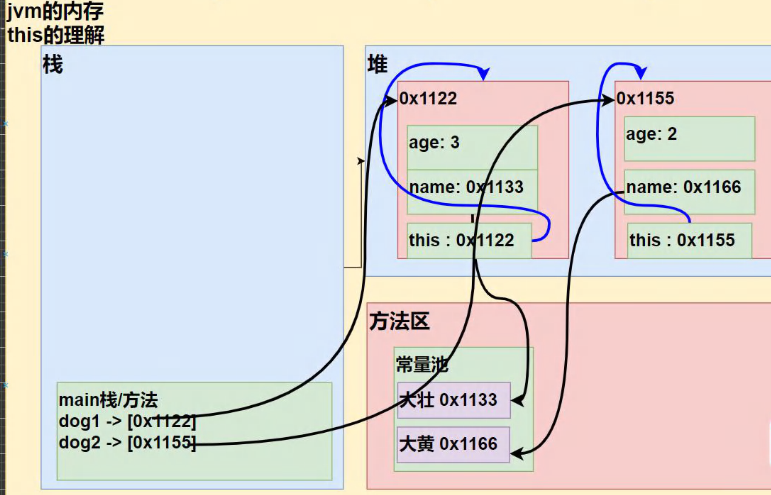 jvm的内存
this的理解
栈
main栈/方法
dog1 -> [0x1122]
dog2 -> [0x1155]
堆
0x1122
age: 3
name: 0x1133
this : 0x1122
0x1155
age: 2
name: 0x1166
this : 0x1155
方法区
常量池
大壮 0x1133
大黄 0x1166